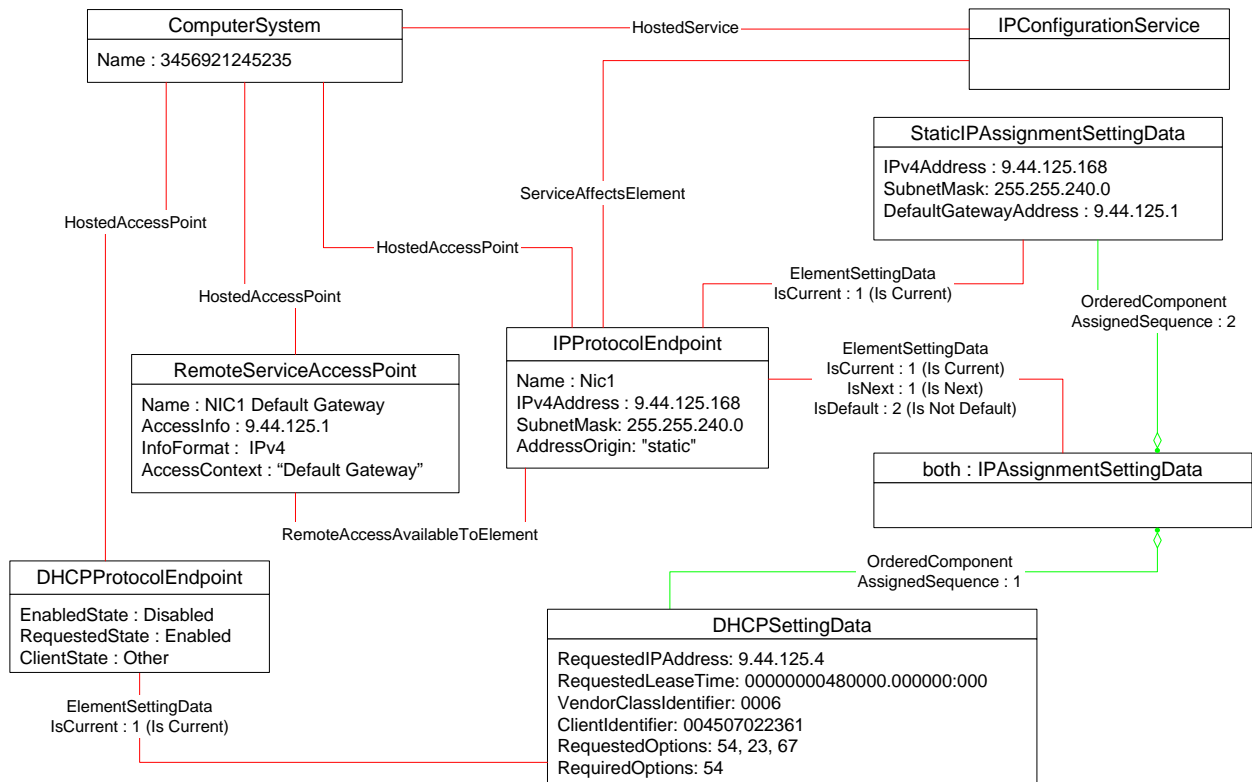 ComputerSystem
Name : 3456921245235
HostedService
IPConfigurationService
StaticIPAssignmentSettingData
IPv4Address : 9.44.125.168
SubnetMask: 255.255.240.0
DefaultGatewayAddress : 9.44.125.1
ServiceAffectsElement
HostedAccessPoint
HostedAccessPoint
HostedAccessPoint
ElementSettingData
IsCurrent : 1 (Is Current)
OrderedComponent
AssignedSequence : 2
IPProtocolEndpoint
Name : Nic1
IPv4Address : 9.44.125.168
SubnetMask: 255.255.240.0
AddressOrigin: "static"
ElementSettingData
IsCurrent : 1 (Is Current)
IsNext : 1 (Is Next)
IsDefault : 2 (Is Not Default)
RemoteServiceAccessPoint
Name : NIC1 Default Gateway
AccessInfo : 9.44.125.1
InfoFormat : IPv4
AccessContext : “Default Gateway”
both : IPAssignmentSettingData
RemoteAccessAvailableToElement
OrderedComponent
AssignedSequence : 1
DHCPProtocolEndpoint
EnabledState : Disabled
RequestedState : Enabled
ClientState : Other
DHCPSettingData
RequestedIPAddress: 9.44.125.4
RequestedLeaseTime: 00000000480000.000000:000
VendorClassIdentifier: 0006
ClientIdentifier: 004507022361
RequestedOptions: 54, 23, 67
RequiredOptions: 54
ElementSettingData
IsCurrent : 1 (Is Current)